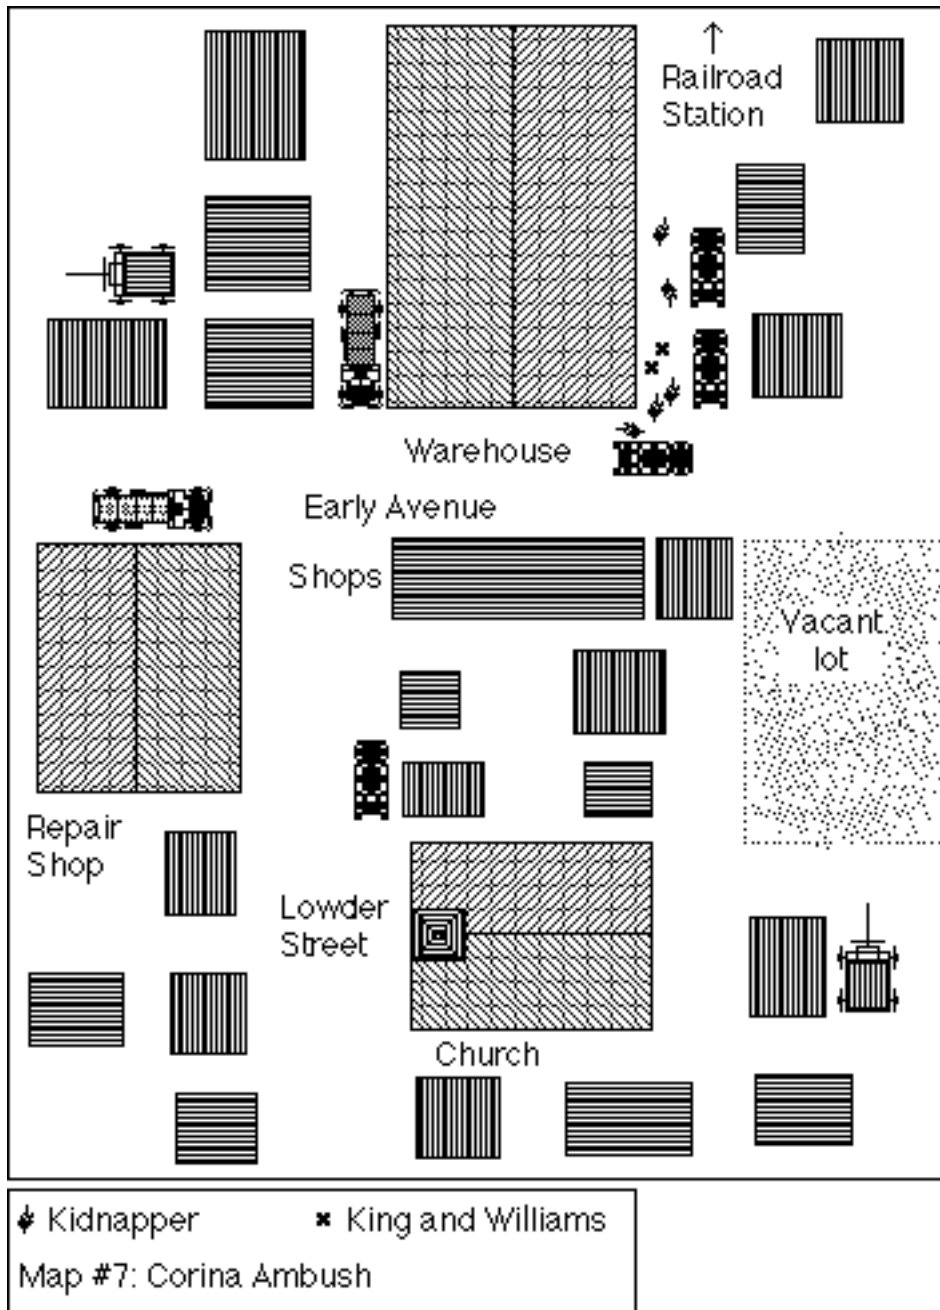 ↑
Railroad
Station
Warehouse
Early Avenue
Shops
Vacant
lot
Repair
Shop
Lowder
Street
Church
Kidnapper
King and Williams
Map #7: Corina Ambush